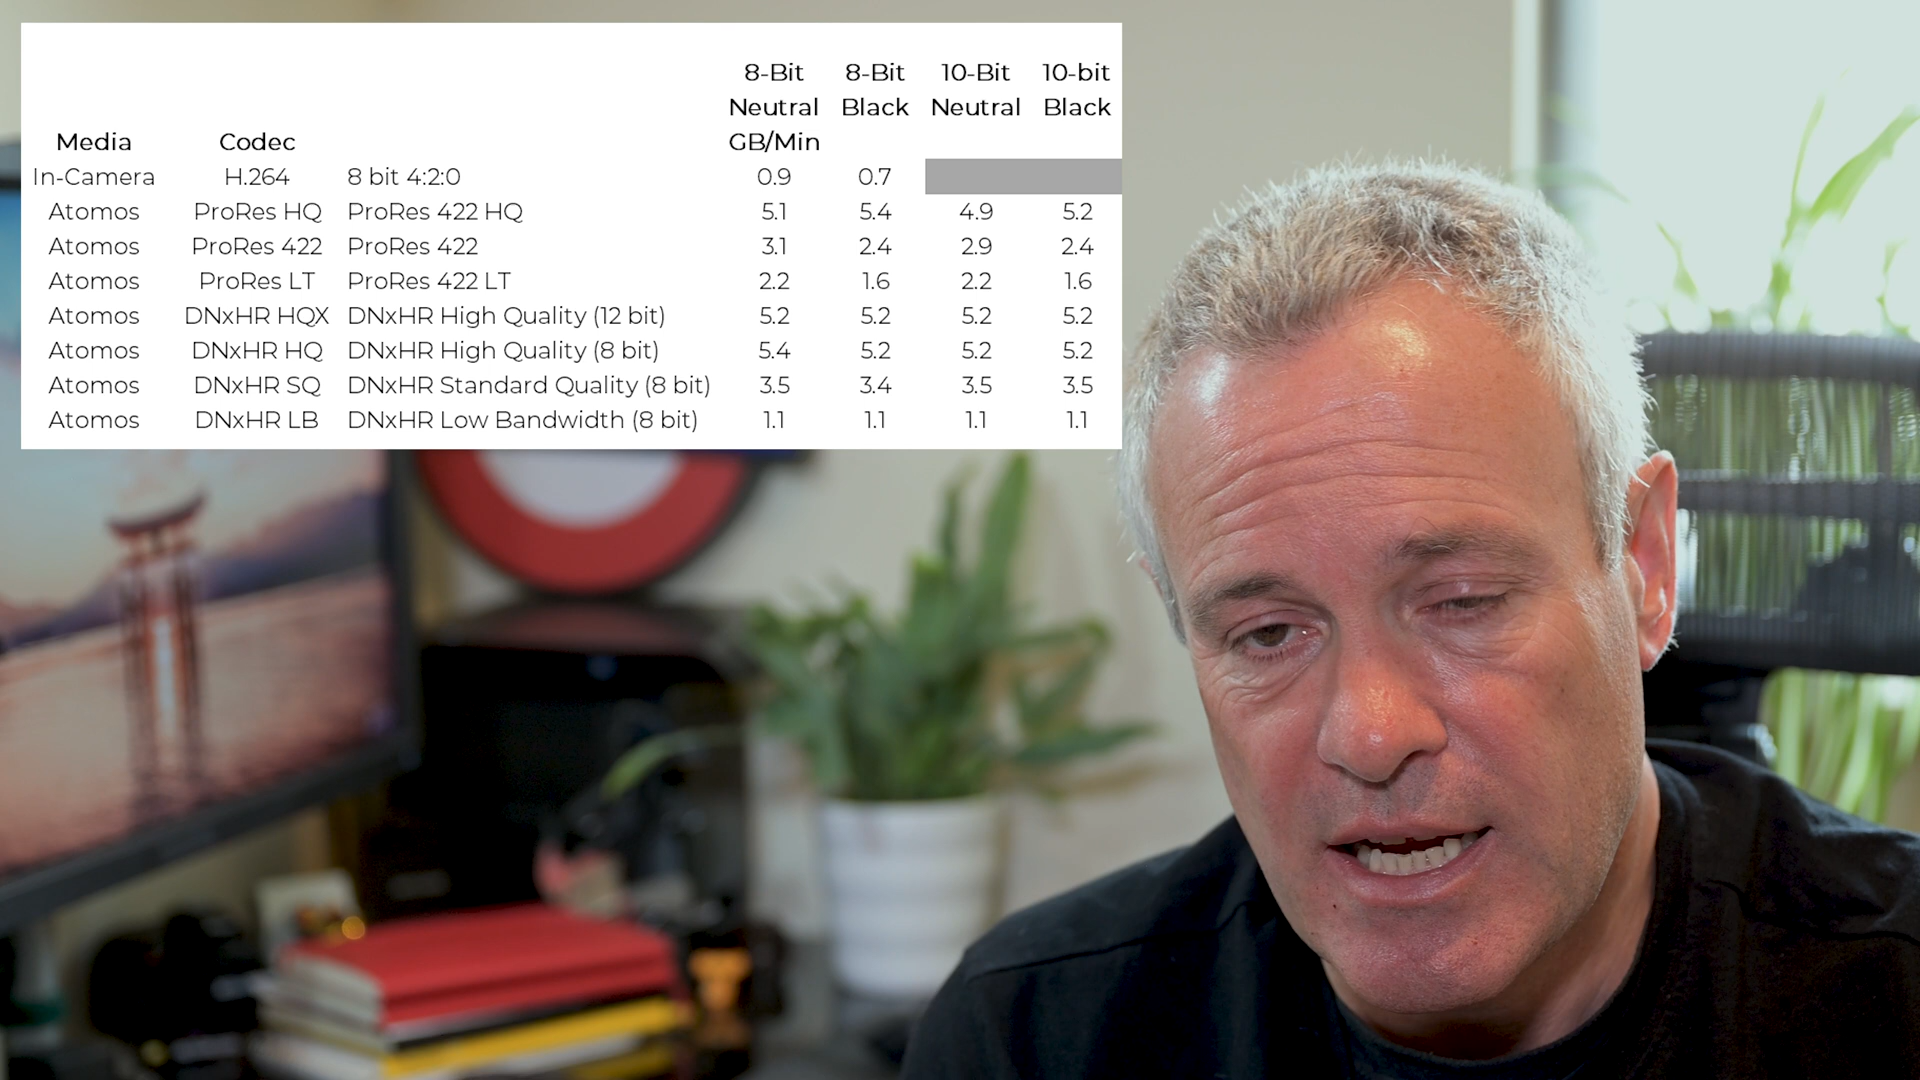 8-Bit 8-Bit 10-Bit 10-bit
Neutral Black Neutral Black
Media Codec GB/Min
In-Camera H.264 8 bit 4:2:0 0.9 0.7
Atomos ProRes HQ ProRes 422 HQ 5.1 5.4 4.9 5.2
Atomos ProRes 422 ProRes 422 3.1 2.4 2.9 2.4
Atomos ProRes LT ProRes 422 LT 2.2 1.6 2.2 1.6
Atomos DNxHR HQX DNxHR High Quality (12 bit) 5.2 5.2 5.2 5.2
Atomos DNxHR HQ DNxHR High Quality (8 bit) 5.4 5.2 5.2 5.2
Atomos DNxHR SQ DNxHR Standard Quality (8 bit) 3.5 3.4 3.5 3.5
Atomos DNxHR LB DNxHR Low Bandwidth (8 bit) 1.1 1.1 1.1 1.1